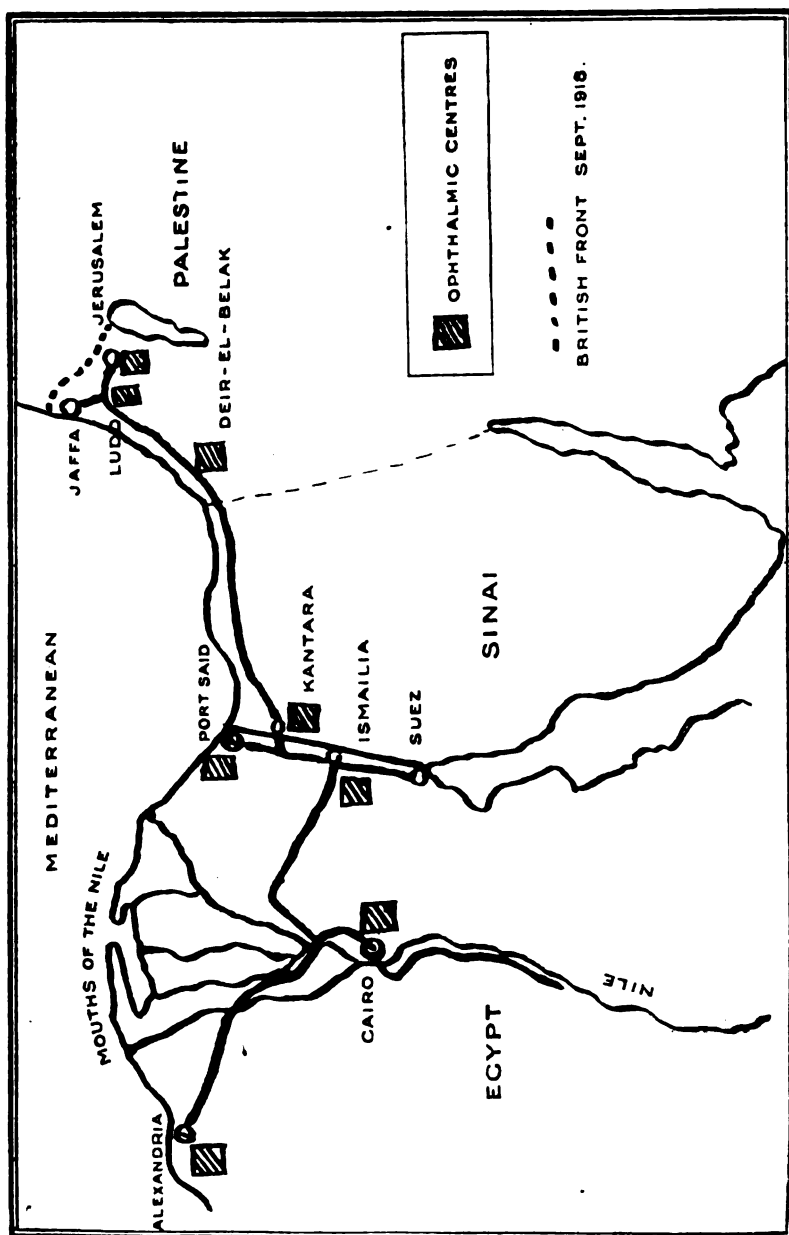 MEDITERRANEAN
MOUTHS OF THE NILE
ALEXANDRIA
PORT SAID
JAFFA
LUDD
JERUSALEM
PALESTINE
DEIR-EL-BELAK
KANTARA
ISMAILIA
SUEZ
CAIRO
SINAI
EGYPT
NILE
OPHTHALMIC CENTRES
BRITISH FRONT SEPT. 1918.